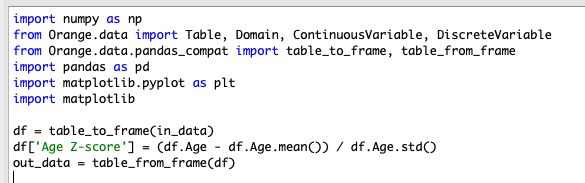 import numpy as np
from Orange.data import Table, Domain, ContinuousVariable, DiscreteVariable
from Orange.data.pandas_compat import table_to_frame, table_from_frame
import pandas as pd
import matplotlib.pyplot as plt
import matplotlib

df = table_to_frame(in_data)
df['Age Z-score'] = (df.Age - df.Age.mean()) / df.Age.std()
out_data = table_from_frame(df)